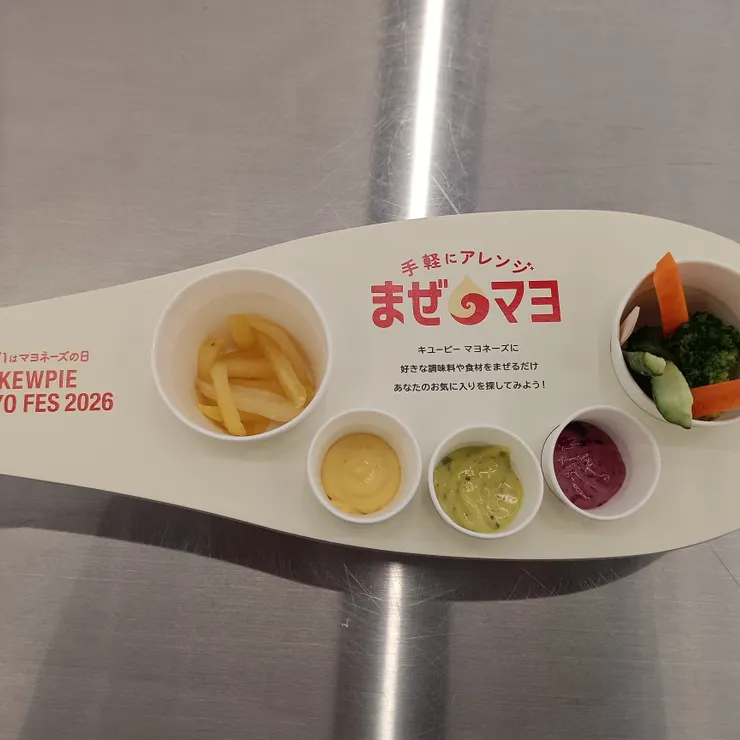 /1はマヨネーズの日
KEWPIE
YO FES 2026
手軽にアレンジ
まぜマヨ
キユーピー マヨネーズに
好きな調味料や食材をまぜるだけ
あなたのお気に入りを探してみよう!